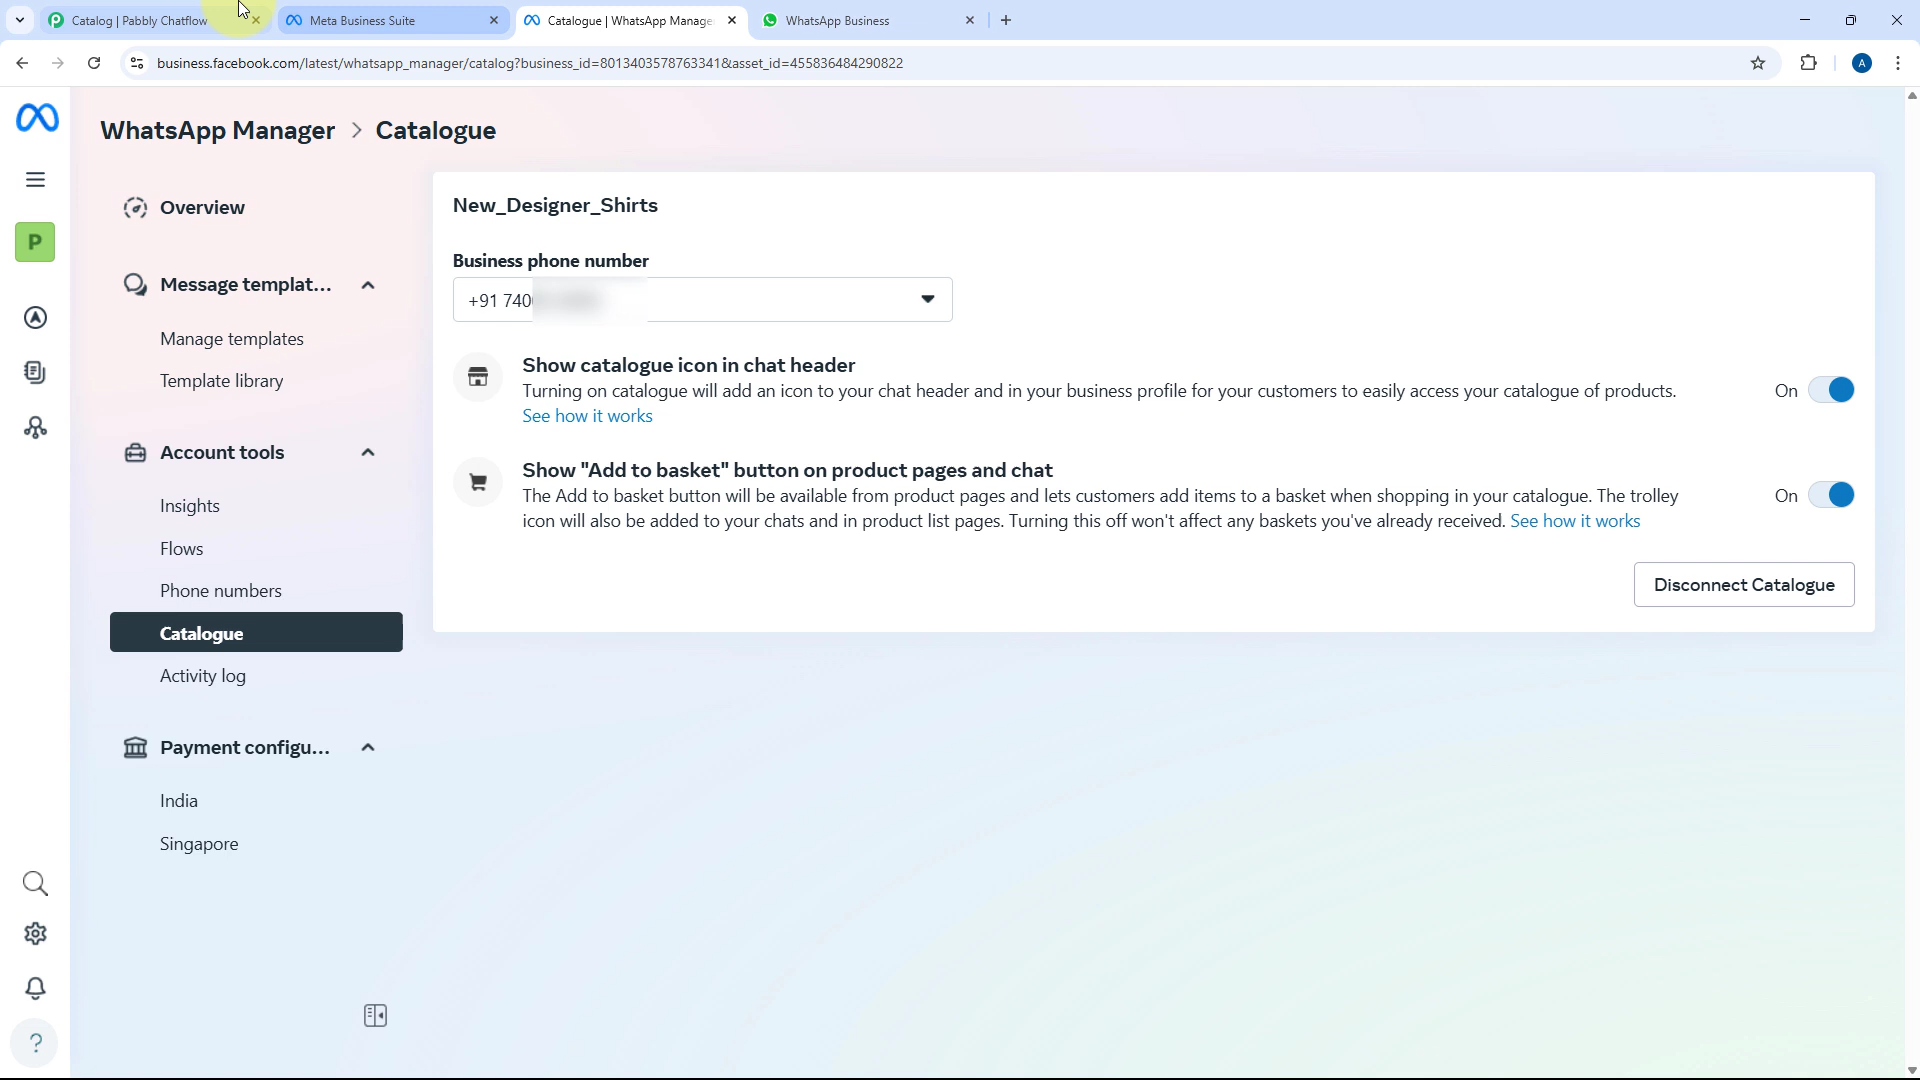 Catalog | Pabbly Chatflow
Meta Business Suite
Catalogue | WhatsApp Manage
WhatsApp Business
business.facebook.com/latest/whatsapp_manager/catalog?business_id=8013403578763341&asset_id=455836484290822
A
WhatsApp Manager > Catalogue
P
Overview
Message templat...
Manage templates
Template library
Account tools
Insights
Flows
Phone numbers
Catalogue
Activity log
Payment configu...
India
Singapore
?
New_Designer_Shirts
Business phone number
+91 740
Show catalogue icon in chat header
Turning on catalogue will add an icon to your chat header and in your business profile for your customers to easily access your catalogue of products.
See how it works
On
Show "Add to basket" button on product pages and chat
The Add to basket button will be available from product pages and lets customers add items to a basket when shopping in your catalogue. The trolley
icon will also be added to your chats and in product list pages. Turning this off won't affect any baskets you've already received. See how it works
On
Disconnect Catalogue